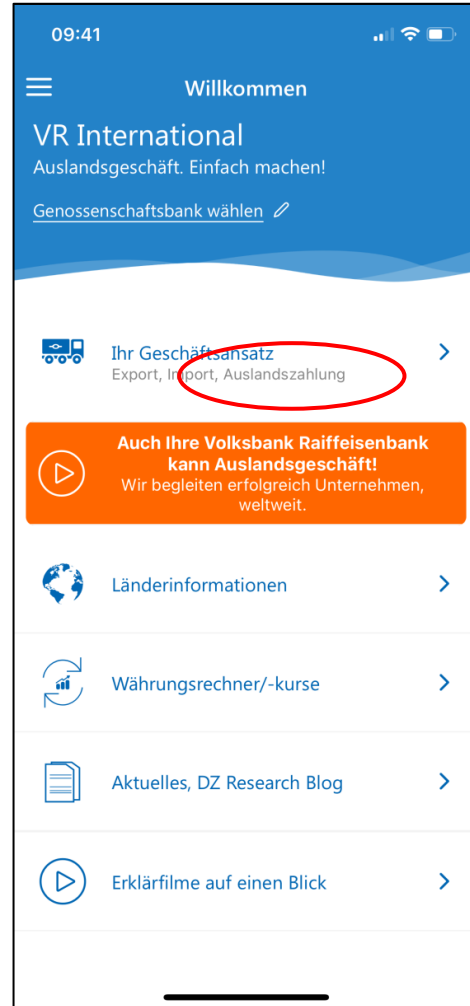 09:41
Willkommen
VR International
Auslandsgeschäft. Einfach machen!
Genossenschaftsbank wählen
Ihr Geschäftsansatz
Export, Import, Auslandszahlung
Auch Ihre Volksbank Raiffeisenbank
kann Auslandsgeschäft!
Wir begleiten erfolgreich Unternehmen,
weltweit.
Länderinformationen
Währungsrechner/-kurse
Aktuelles, DZ Research Blog
Erklärfilme auf einen Blick